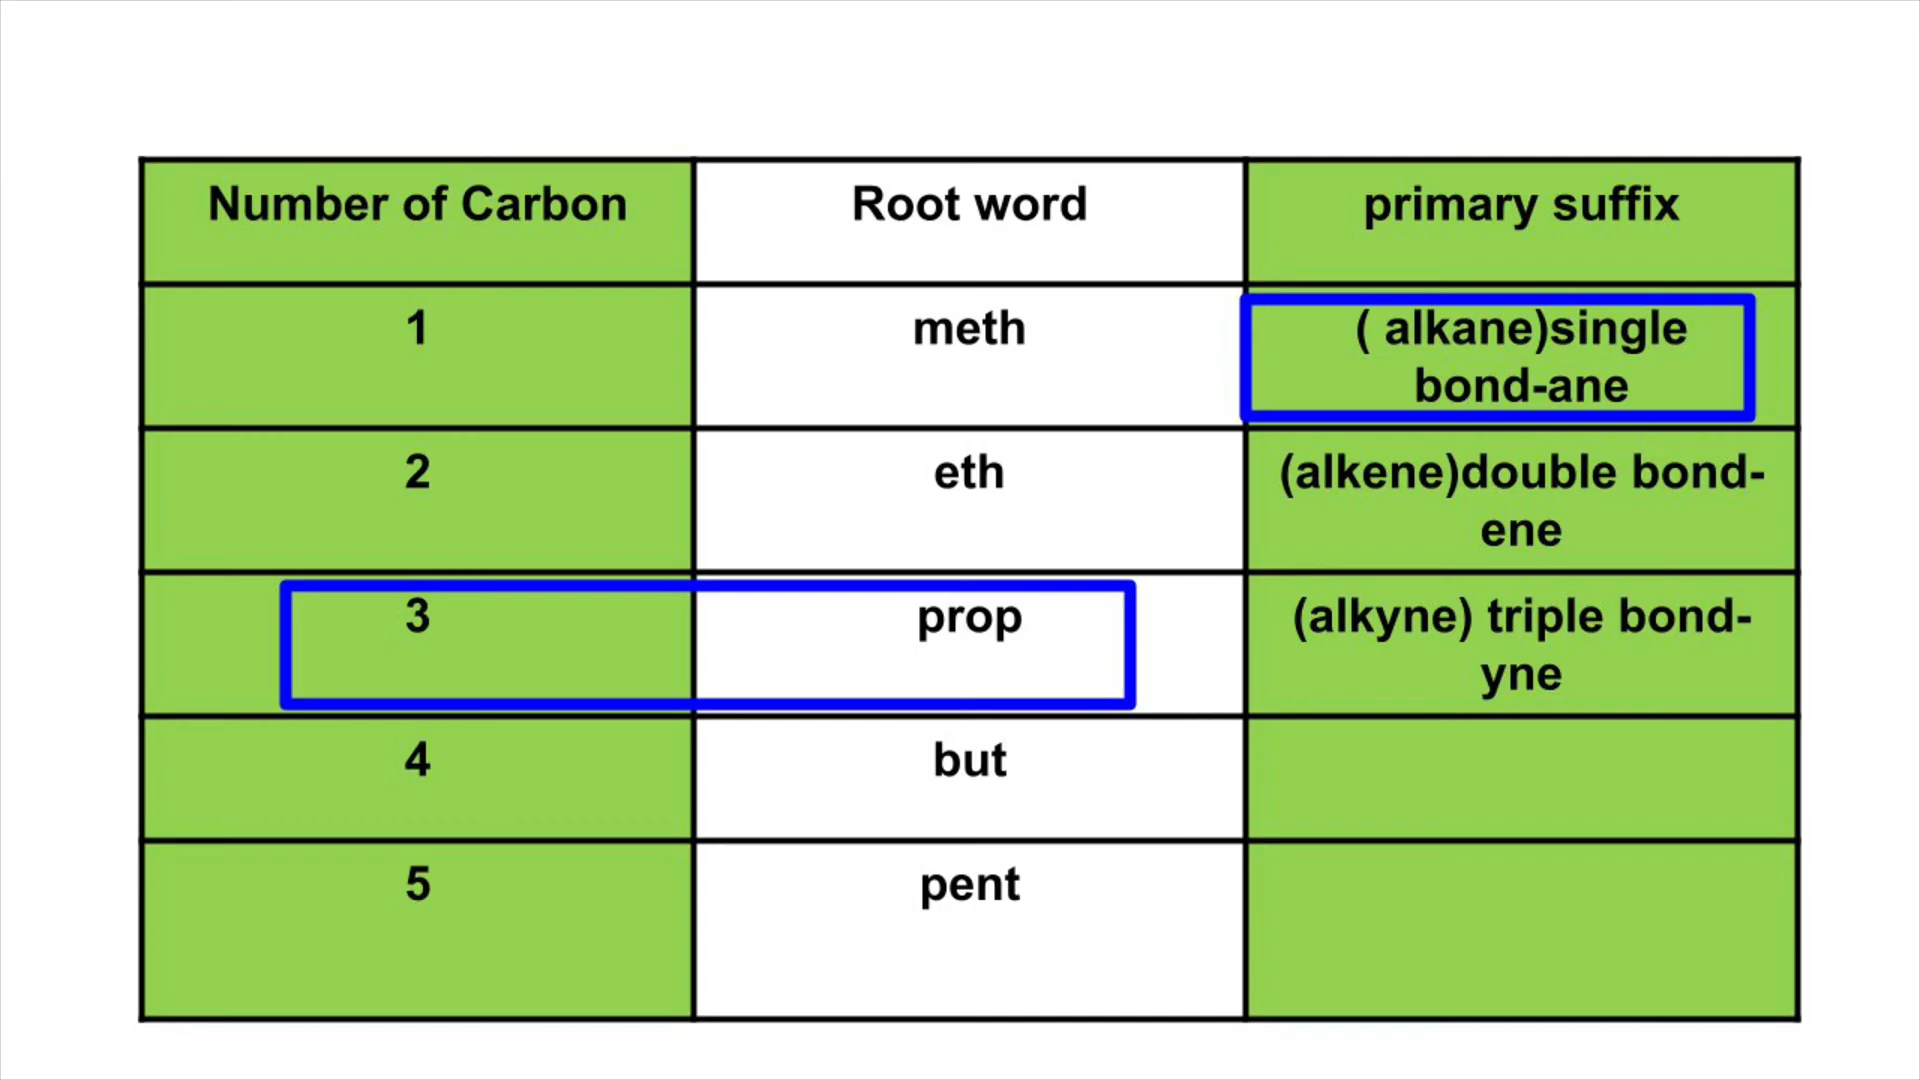 Number of Carbon
Root word
primary suffix
1
meth
( alkane)single
bond-ane
2
eth
(alkene)double bond-
ene
3
prop
(alkyne) triple bond-
yne
4
but
5
pent